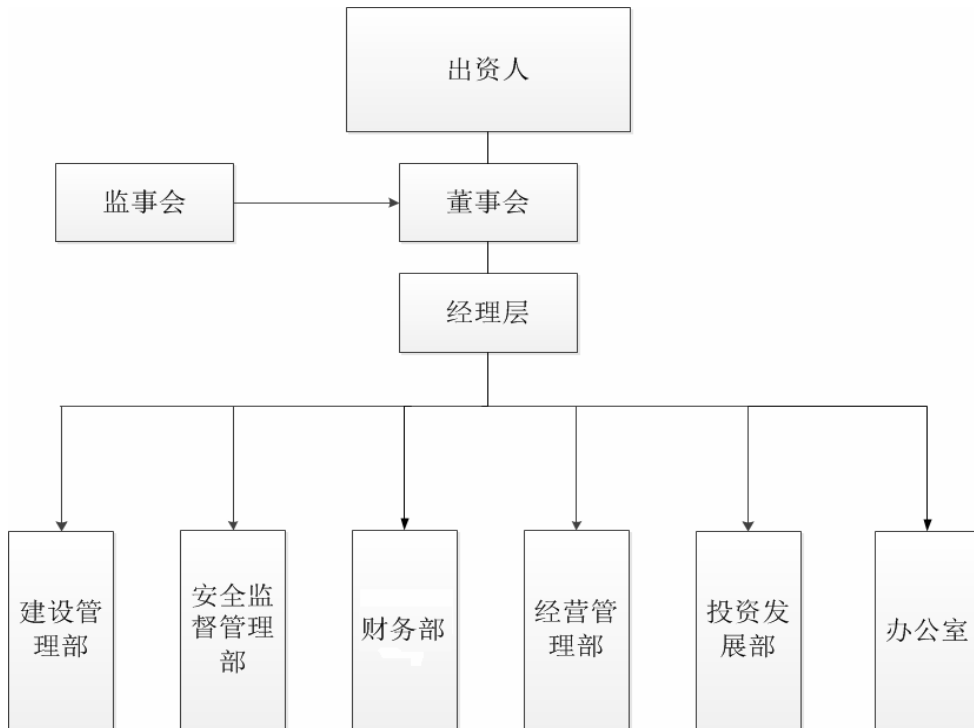 出资人
监事会
董事会
经理层
建设管
理部
安全监
督管理
部
财务部
经营管
理部
投资发
展部
办公室